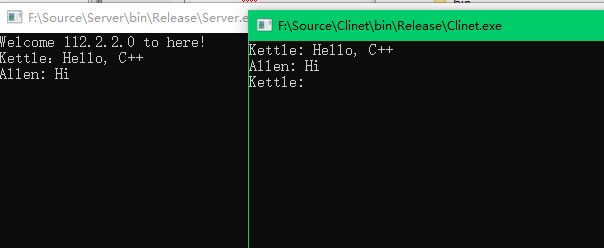 F:\Source\Server\bin\Release\Server.e
Welcome 112.2.2.0 to here!
Kettle：Hello, C++
Allen: Hi
F:\Source\Clinet\bin\Release\Clinet.exe
Kettle: Hello, C++
Allen: Hi
Kettle: